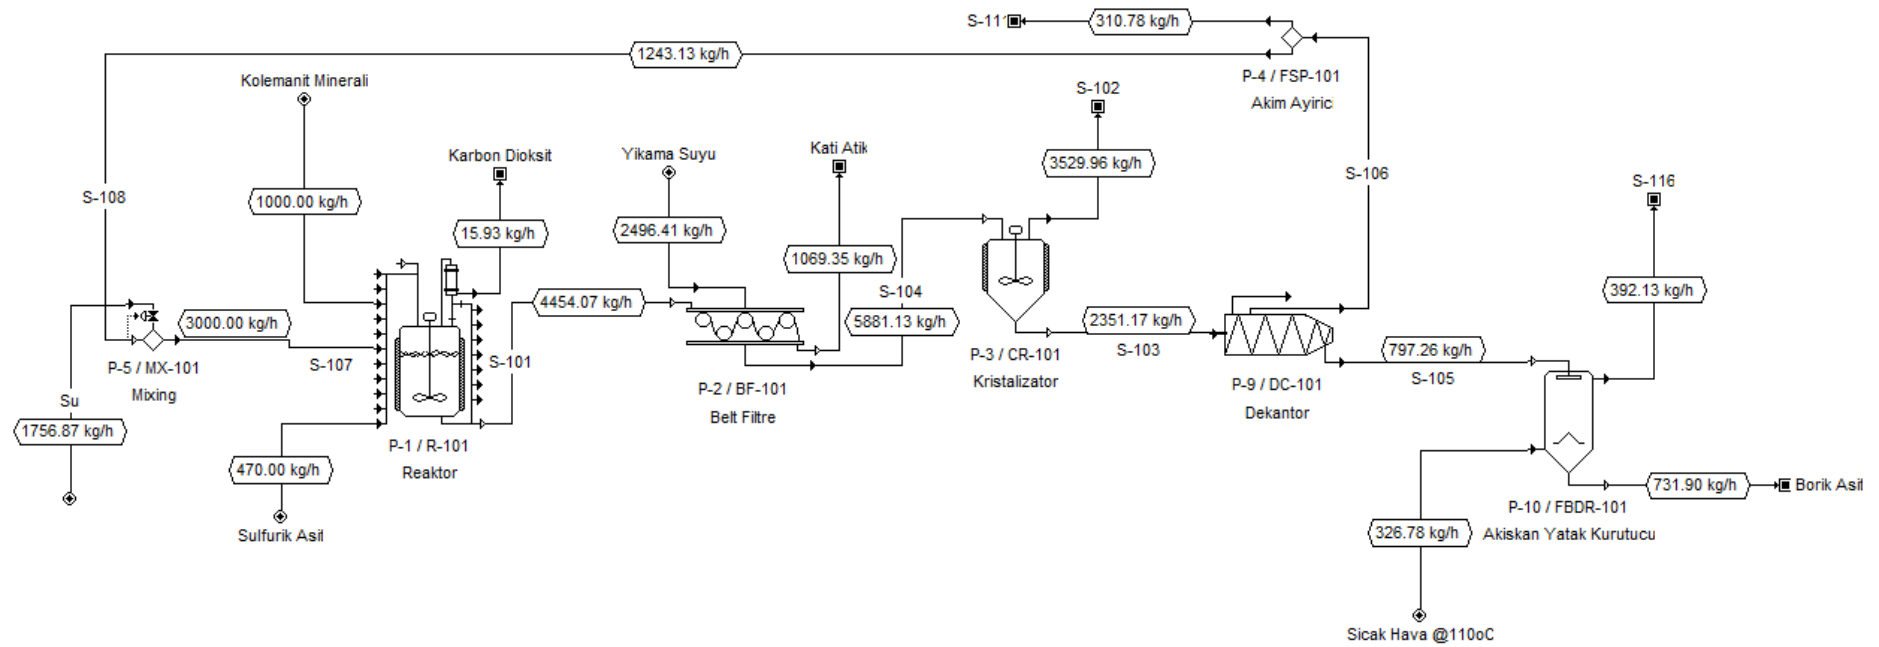 S-11
310.78 kg/h
1243.13 kg/h
P-4 / FSP-101
Akim Ayirici
Kolemanit Minerali
S-102
Karbon Dioksit
Yikama Suyu
Kati Atik
3529.96 kg/h
S-106
S-116
S-108
1000.00 kg/h
15.93 kg/h
2496.41 kg/h
1069.35 kg/h
S-104
392.13 kg/h
4454.07 kg/h
5881.13 kg/h
2351.17 kg/h
S-103
3000.00 kg/h
S-107
S-101
P-5 / MX-101
Mixing
P-3 / CR-101
Kristalizator
797.26 kg/h
S-105
P-9 / DC-101
Dekantor
P-2 / BF-101
Belt Filtre
Su
1756.87 kg/h
P-1 / R-101
Reaktor
470.00 kg/h
Sulfurik Asit
731.90 kg/h
Borik Asit
P-10 / FBDR-101
Akiskan Yatak Kurutucu
326.78 kg/h
Sicak Hava @110oC